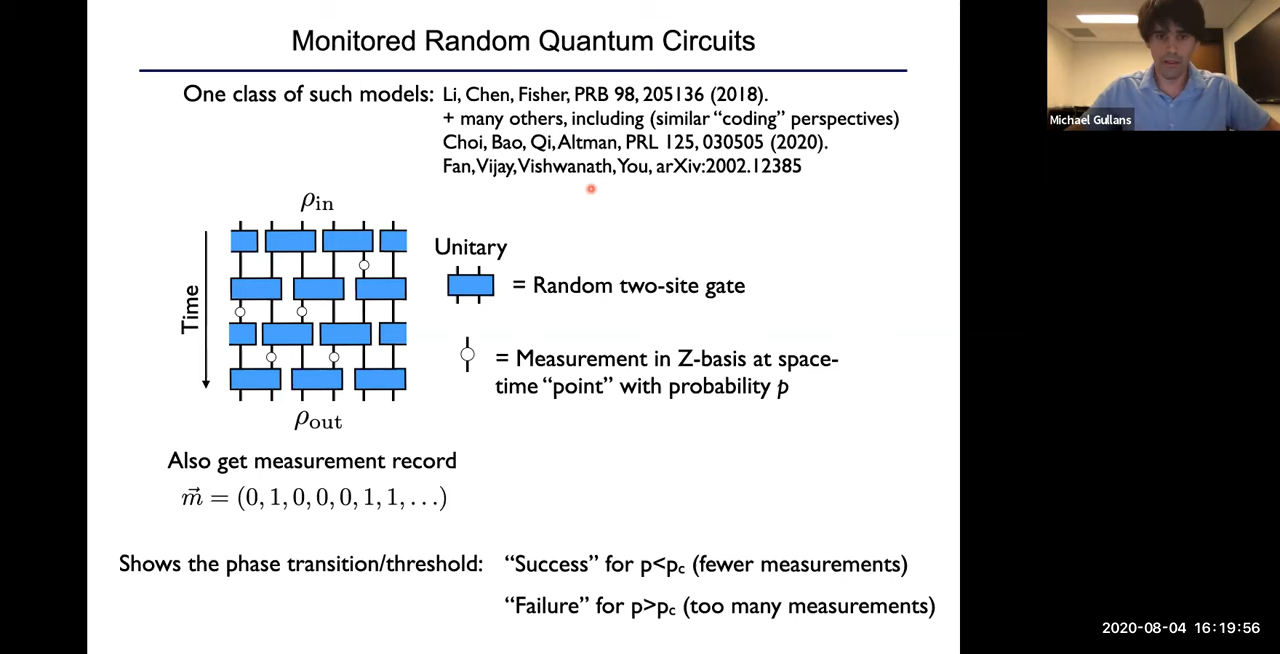 Monitored Random Quantum Circuits
One class of such models: Li, Chen, Fisher, PRB 98, 205136 (2018).
+ many others, including (similar “coding” perspectives)
Choi, Bao, Qi, Altman, PRL 125, 030505 (2020).
Fan, Vijay, Vishwanath, You, arXiv:2002.12385
Michael Gullans
ρin
Unitary
= Random two-site gate
Time
= Measurement in Z-basis at space-
time “point” with probability p
ρout
Also get measurement record
m⃗ = (0, 1, 0, 0, 0, 1, 1, . . .)
Shows the phase transition/threshold: “Success” for p<pc (fewer measurements)
“Failure” for p>pc (too many measurements)
2020-08-04 16:19:56